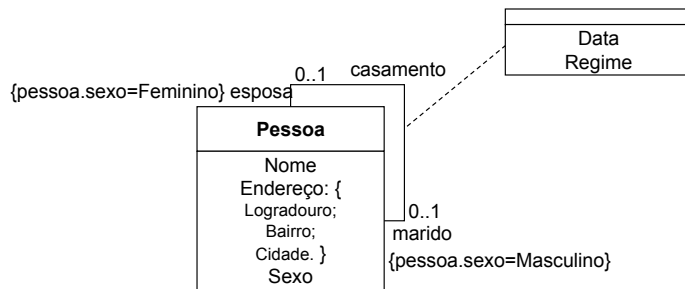 Data
Regime
0..1 casamento
{pessoa.sexo=Feminino} esposa
Pessoa
Nome
Endereço: {
Logradouro;
Bairro;
Cidade. }
Sexo
0..1
marido
{pessoa.sexo=Masculino}